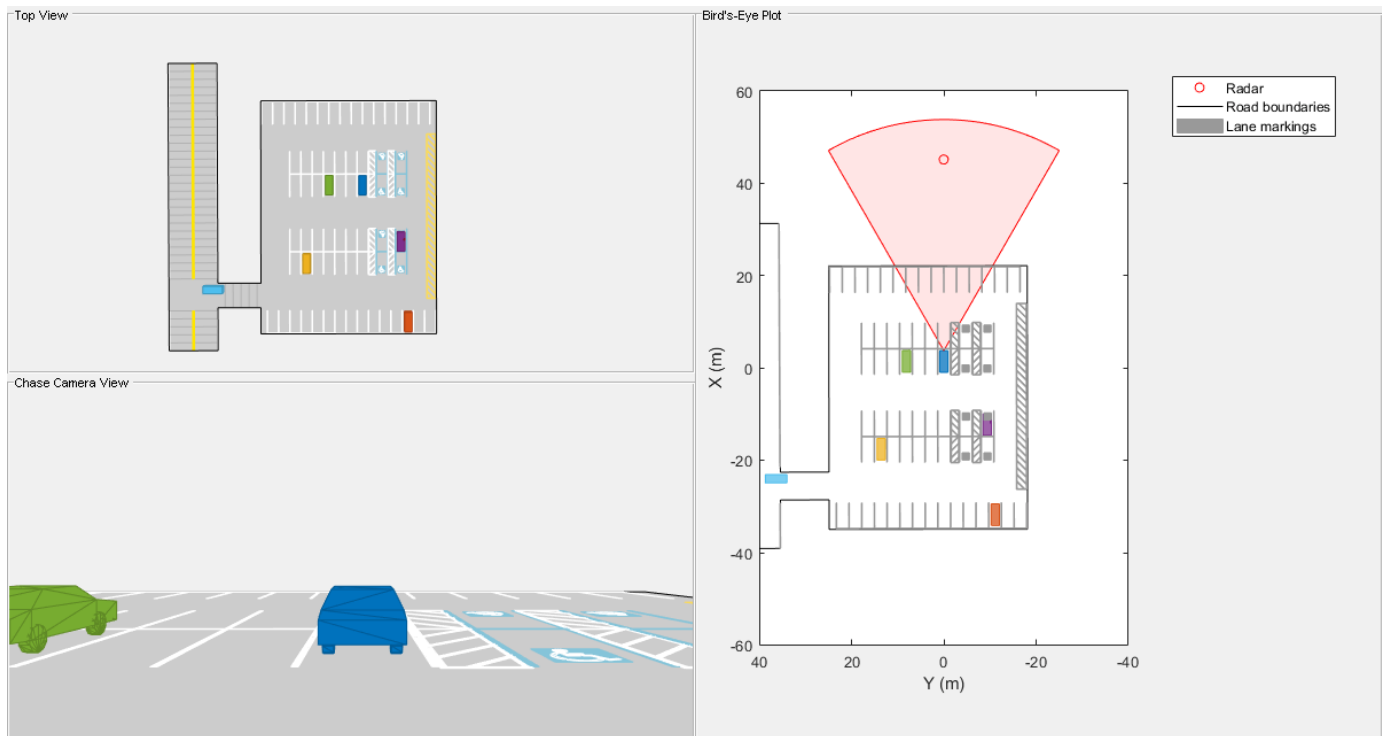 Top View
Chase Camera View
Bird's-Eye Plot
Radar
Road boundaries
Lane markings
60
40
20
0
-20
-40
-60
X (m)
40
20
0
-20
-40
Y (m)